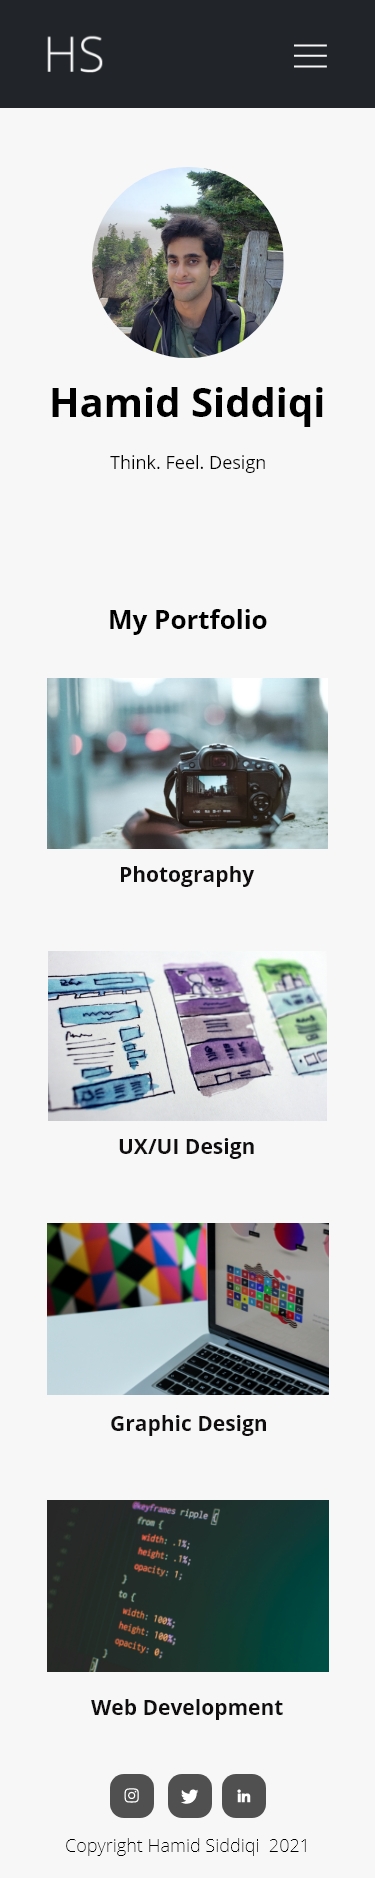 HS
Hamid Siddiqi
Think. Feel. Design
My Portfolio
Photography
UX/UI Design
Graphic Design
@keyframes ripple {
from {
width: .1%;
height: .1%;
opacity: 1;
}
to {
width: 100%;
height: 100%;
opacity: 0;
}
}
Web Development
in
Copyright Hamid Siddiqi 2021